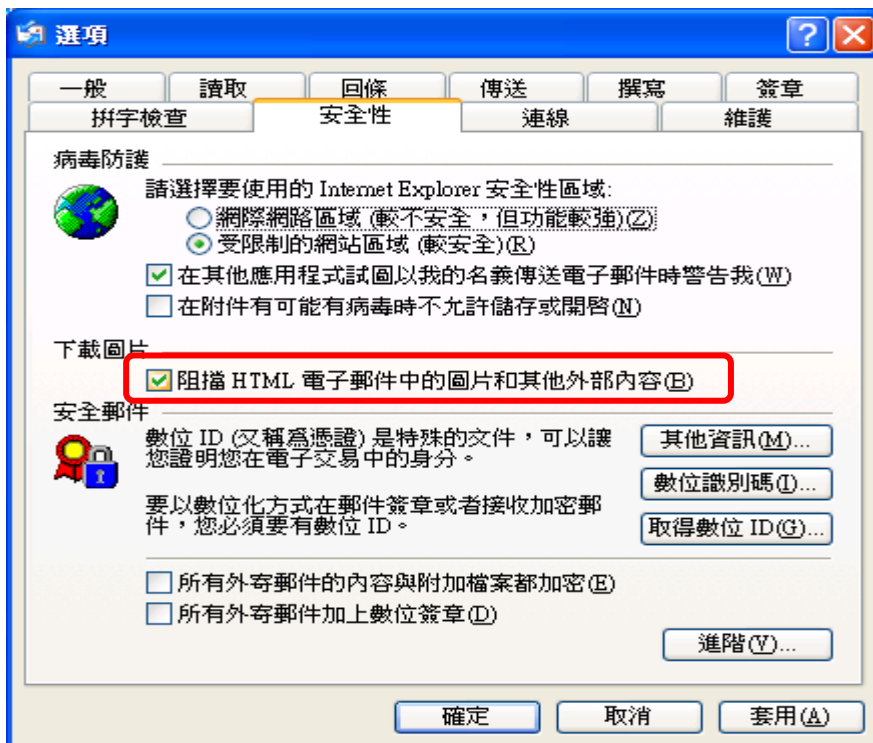 選項
一般 讀取 回條 傳送 撰寫 簽章
拼字檢查 安全性 連線 維護
病毒防護
請選擇要使用的 Internet Explorer 安全性區域:
網際網路區域 (較不安全，但功能較強)(Z)
受限制的網站區域 (較安全)(R)
在其他應用程式試圖以我的名義傳送電子郵件時警告我(W)
在附件有可能有病毒時不允許儲存或開啓(N)
下載圖片
阻擋 HTML 電子郵件中的圖片和其他外部內容(B)
安全郵件
數位 ID (又稱爲憑證) 是特殊的文件，可以讓
您證明您在電子交易中的身分。
其他資訊(M)...
數位識別碼(I)...
要以數位化方式在郵件簽章或者接收加密郵
件，您必須要有數位 ID。
取得數位 ID(G)...
所有外寄郵件的內容與附加檔案都加密(E)
所有外寄郵件加上數位簽章(D)
進階(V)...
確定 取消 套用(A)